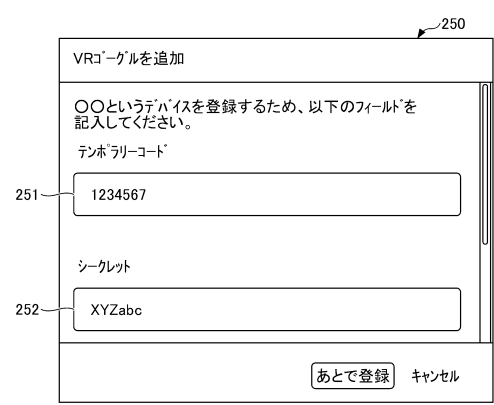 250
VRｺﾞｰｸﾞﾙを追加
〇〇というﾃﾞﾊﾞｲｽを登録するため、以下のﾌｨｰﾙﾄﾞを
記入してください。
ﾃﾝﾎﾟﾗﾘｰｺｰﾄﾞ
251
1234567
ｼｰｸﾚｯﾄ
252
XYZabc
あとで登録
ｷｬﾝｾﾙ